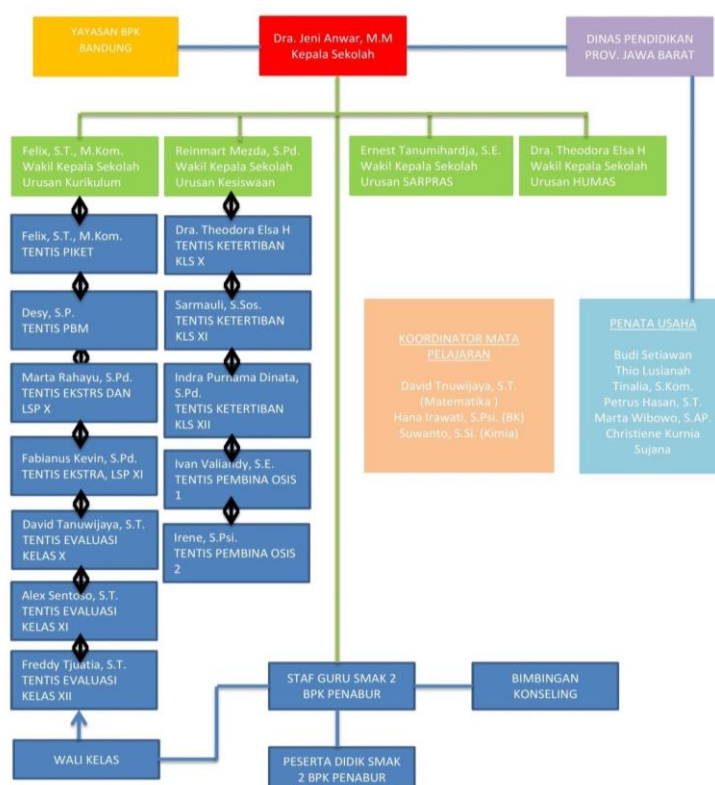 YAYASAN BPK
BANDUNG
Dra. Jeni Anwar, M.M
Kepala Sekolah
DINAS PENDIDIKAN
PROV. JAWA BARAT
Felix, S.T., M.Kom.
Wakil Kepala Sekolah
Urusan Kurikulum
Reinmart Mezda, S.Pd.
Wakil Kepala Sekolah
Urusan Kesiswaan
Ernest Tanumihardja, S.E.
Wakil Kepala Sekolah
Urusan SARPRAS
Dra. Theodora Elsa H
Wakil Kepala Sekolah
Urusan HUMAS
Felix, S.T., M.Kom.
TENTIS PIKET
Desy, S.P.
TENTIS PBM
Marta Rahayu, S.Pd.
TENTIS EKSTRS DAN
LSP X
Fabianus Kevin, S.Pd.
TENTIS EKSTRA, LSP XI
David Tanuwijaya, S.T.
TENTIS EVALUASI
KELAS X
Alex Sentoso, S.T.
TENTIS EVALUASI
KELAS XI
Freddy Tjuatia, S.T.
TENTIS EVALUASI
KELAS XII
WALI KELAS
Dra. Theodora Elsa H
TENTIS KETERTIBAN
KLS X
Sarmauli, S.Sos.
TENTIS KETERTIBAN
KLS XI
Indra Purnama Dinata,
S.Pd.
TENTIS KETERTIBAN
KLS XII
Ivan Valiandy, S.E.
TENTIS PEMBINA OSIS
1
Irene, S.Psi.
TENTIS PEMBINA OSIS
2
KOORDINATOR MATA
PELAJARAN
David Tnuwijaya, S.T.
(Matematika )
Hana Irawati, S.Psi. (BK)
Suwanto, S.Si. (Kimia)
PENATA USAHA
Budi Setiawan
Thio Lusianah
Tinalia, S.Kom.
Petrus Hasan, S.T.
Marta Wibowo, S.AP.
Christiene Kurnia
Sujana
STAF GURU SMAK 2
BPK PENABUR
BIMBINGAN
KONSELING
PESERTA DIDIK SMAK
2 BPK PENABUR